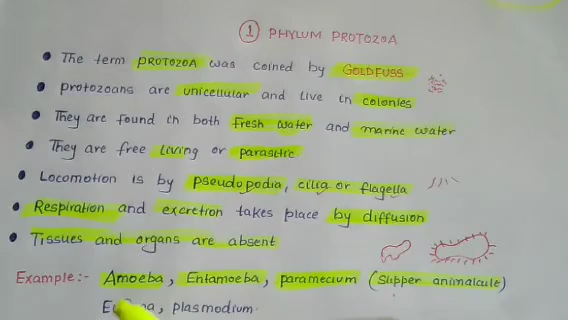 ① PHYLUM PROTOZOA
• The term PROTOZOA was coined by GOLDFUSS
• protozoans are unicellular and live in colonies
• They are found in both Fresh water and marine water
• They are free living or parasitic
• Locomotion is by pseudopodia, cilia or flagella
• Respiration and excretion takes place by diffusion
• Tissues and organs are absent
Example:- Amoeba, Entamoeba, paramecium (supper animalcute)
plasmodium.